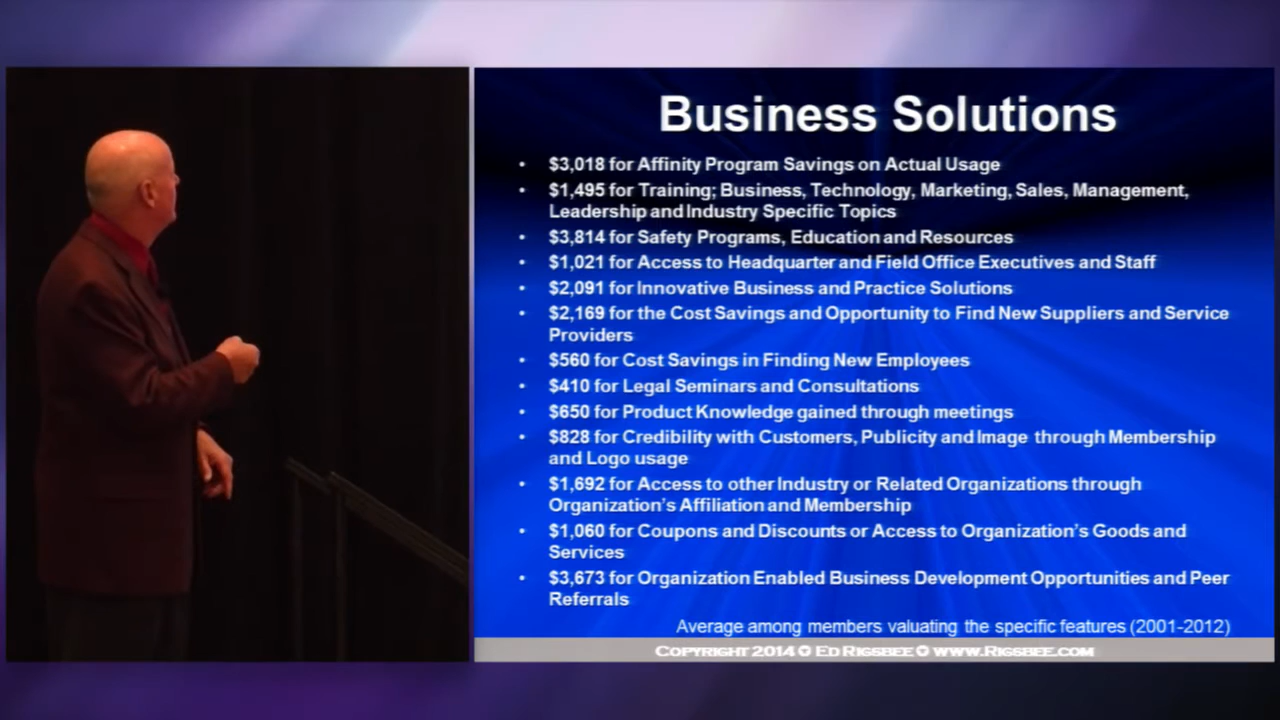 Business Solutions
• $3,018 for Affinity Program Savings on Actual Usage
• $1,495 for Training; Business, Technology, Marketing, Sales, Management,
Leadership and Industry Specific Topics
• $3,814 for Safety Programs, Education and Resources
• $1,021 for Access to Headquarter and Field Office Executives and Staff
• $2,091 for Innovative Business and Practice Solutions
• $2,169 for the Cost Savings and Opportunity to Find New Suppliers and Service
Providers
• $560 for Cost Savings in Finding New Employees
• $410 for Legal Seminars and Consultations
• $650 for Product Knowledge gained through meetings
• $828 for Credibility with Customers, Publicity and Image through Membership
and Logo usage
• $1,692 for Access to other Industry or Related Organizations through
Organization's Affiliation and Membership
• $1,060 for Coupons and Discounts or Access to Organization's Goods and
Services
• $3,673 for Organization Enabled Business Development Opportunities and Peer
Referrals
Average among members valuating the specific features (2001-2012)
Copyright 2014 ✪ Ed Rigsbee ✪ www.Rigsbee.com